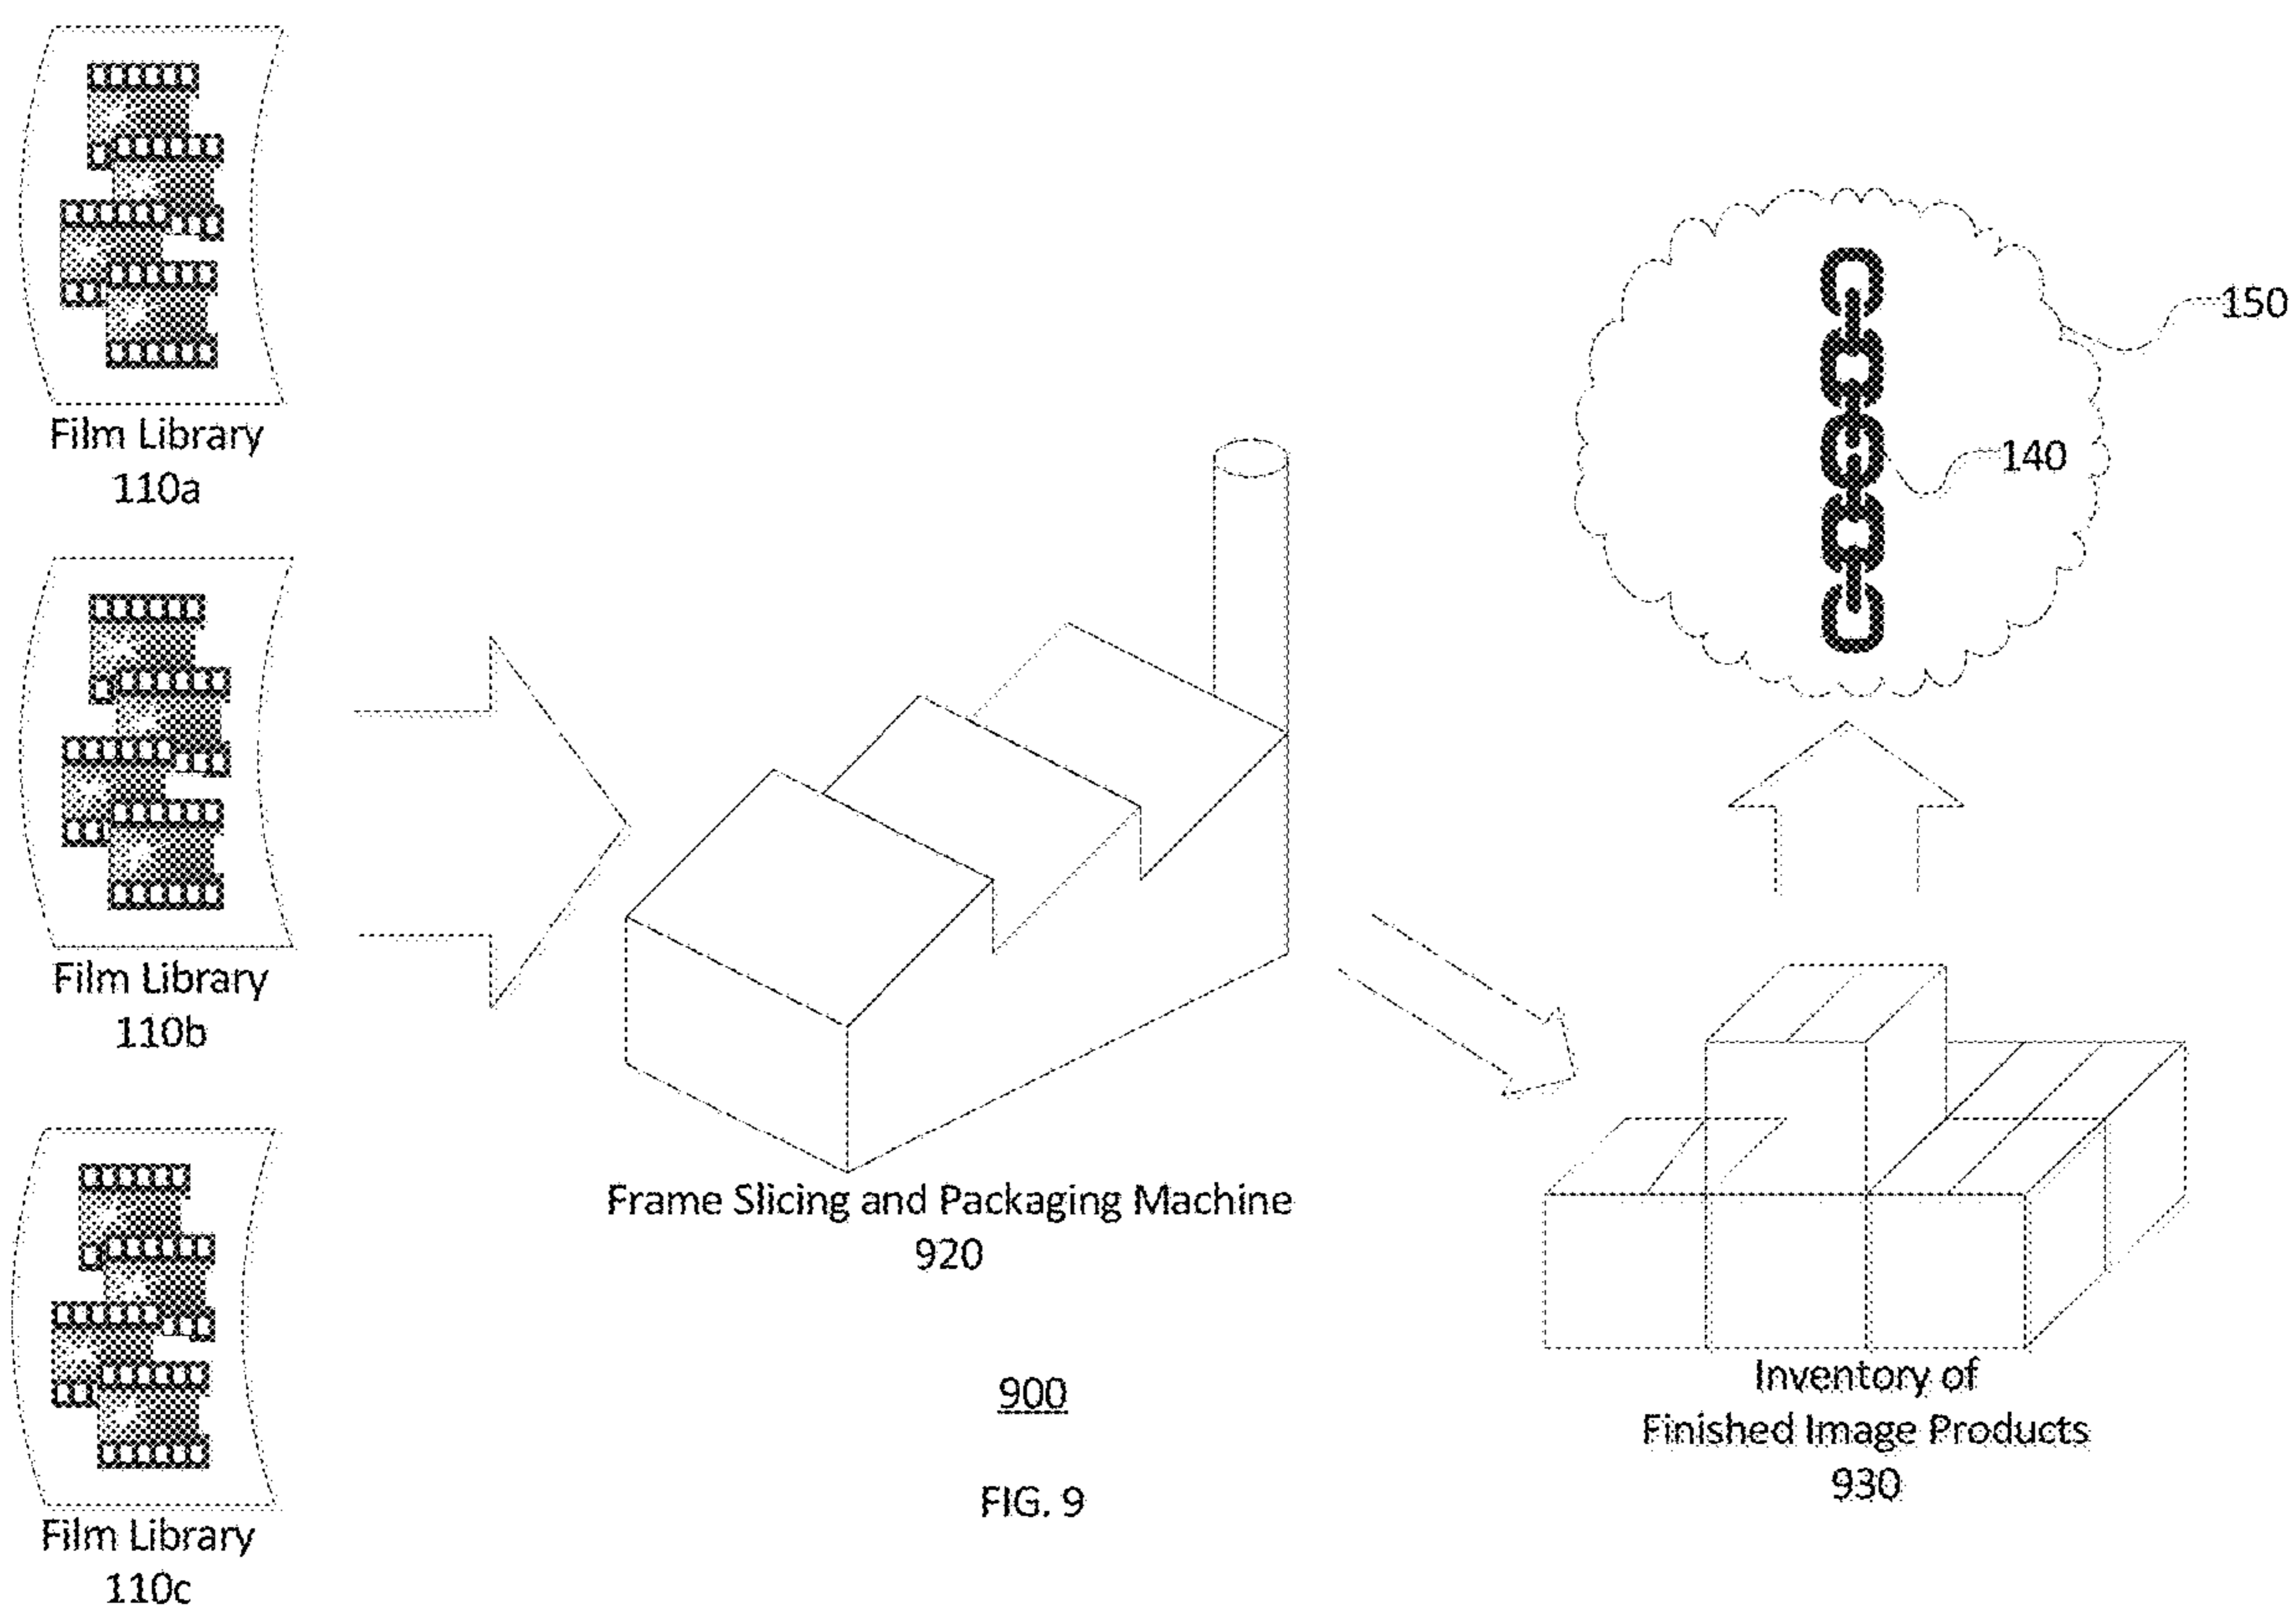 Film Library
110a
Film Library
110b
Film Library
110c
Frame Slicing and Packaging Machine
920
150
140
Inventory of
Finished Image Products
930
900
FIG. 9